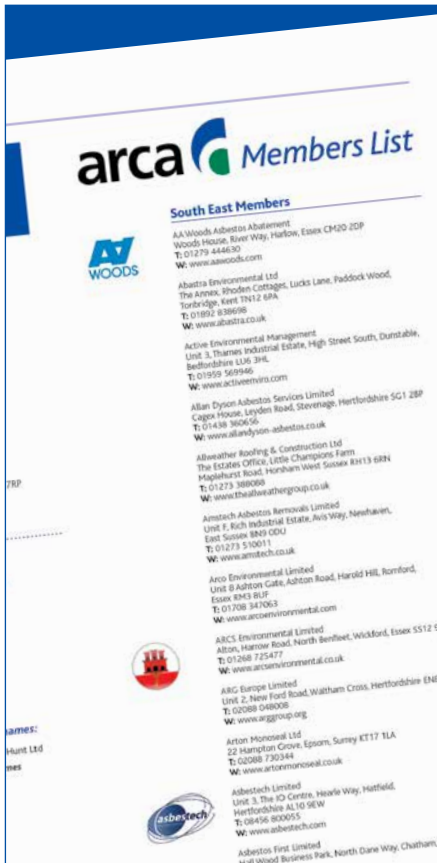 arca Members List
South East Members
AA WOODS
AA Woods Asbestos Abatement
Woods House, River Way, Harlow, Essex CM20 2DP
T: 01279 444630
W: www.aawoods.com
Abastra Environmental Ltd
The Annex, Rhoden Cottages, Lucks Lane, Paddock Wood,
Tonbridge, Kent TN12 6PA
T: 01892 838698
W: www.abastra.co.uk
Active Environmental Management
Unit 3, Thames Industrial Estate, High Street South, Dunstable,
Bedfordshire LU6 3HL
T: 01959 569946
W: www.activeenviro.com
Allan Dyson Asbestos Services Limited
Cagex House, Leyden Road, Stevenage, Hertfordshire SG1 2BP
T: 01438 360656
W: www.allandyson-asbestos.co.uk
Allweather Roofing & Construction Ltd
The Estates Office, Little Champions Farm
Maplehurst Road, Horsham West Sussex RH13 6RN
T: 01273 388088
W: www.theallweathergroup.co.uk
Amstech Asbestos Removals Limited
Unit F, Rich Industrial Estate, Avis Way, Newhaven,
East Sussex BN9 0DU
T: 01273 510011
W: www.amstech.co.uk
7RP
Arco Environmental Limited
Unit 8 Ashton Gate, Ashton Road, Harold Hill, Romford,
Essex RM3 8UF
T: 01708 347063
W: www.arcoenvironmental.com
ARCS Environmental Limited
Alton, Harrow Road, North Benfleet, Wickford, Essex SS12 9
T: 01268 725477
W: www.arcsenvironmental.co.uk
ARG Europe Limited
Unit 2, New Ford Road, Waltham Cross, Hertfordshire EN8
T: 02088 048008
W: www.arggroup.org
ames:
Hunt Ltd
mes
Arton Monoseal Ltd
22 Hampton Grove, Epsom, Surrey KT17 1LA
T: 02088 730344
W: www.artonmonoseal.co.uk
asbestech
Asbestech Limited
Unit 3, The IO Centre, Hearle Way, Hatfield,
Hertfordshire AL10 9EW
T: 08456 800055
W: www.asbestech.com
Asbestos First Limited
Hall Wood Business Park, North Dane Way, Chatham,